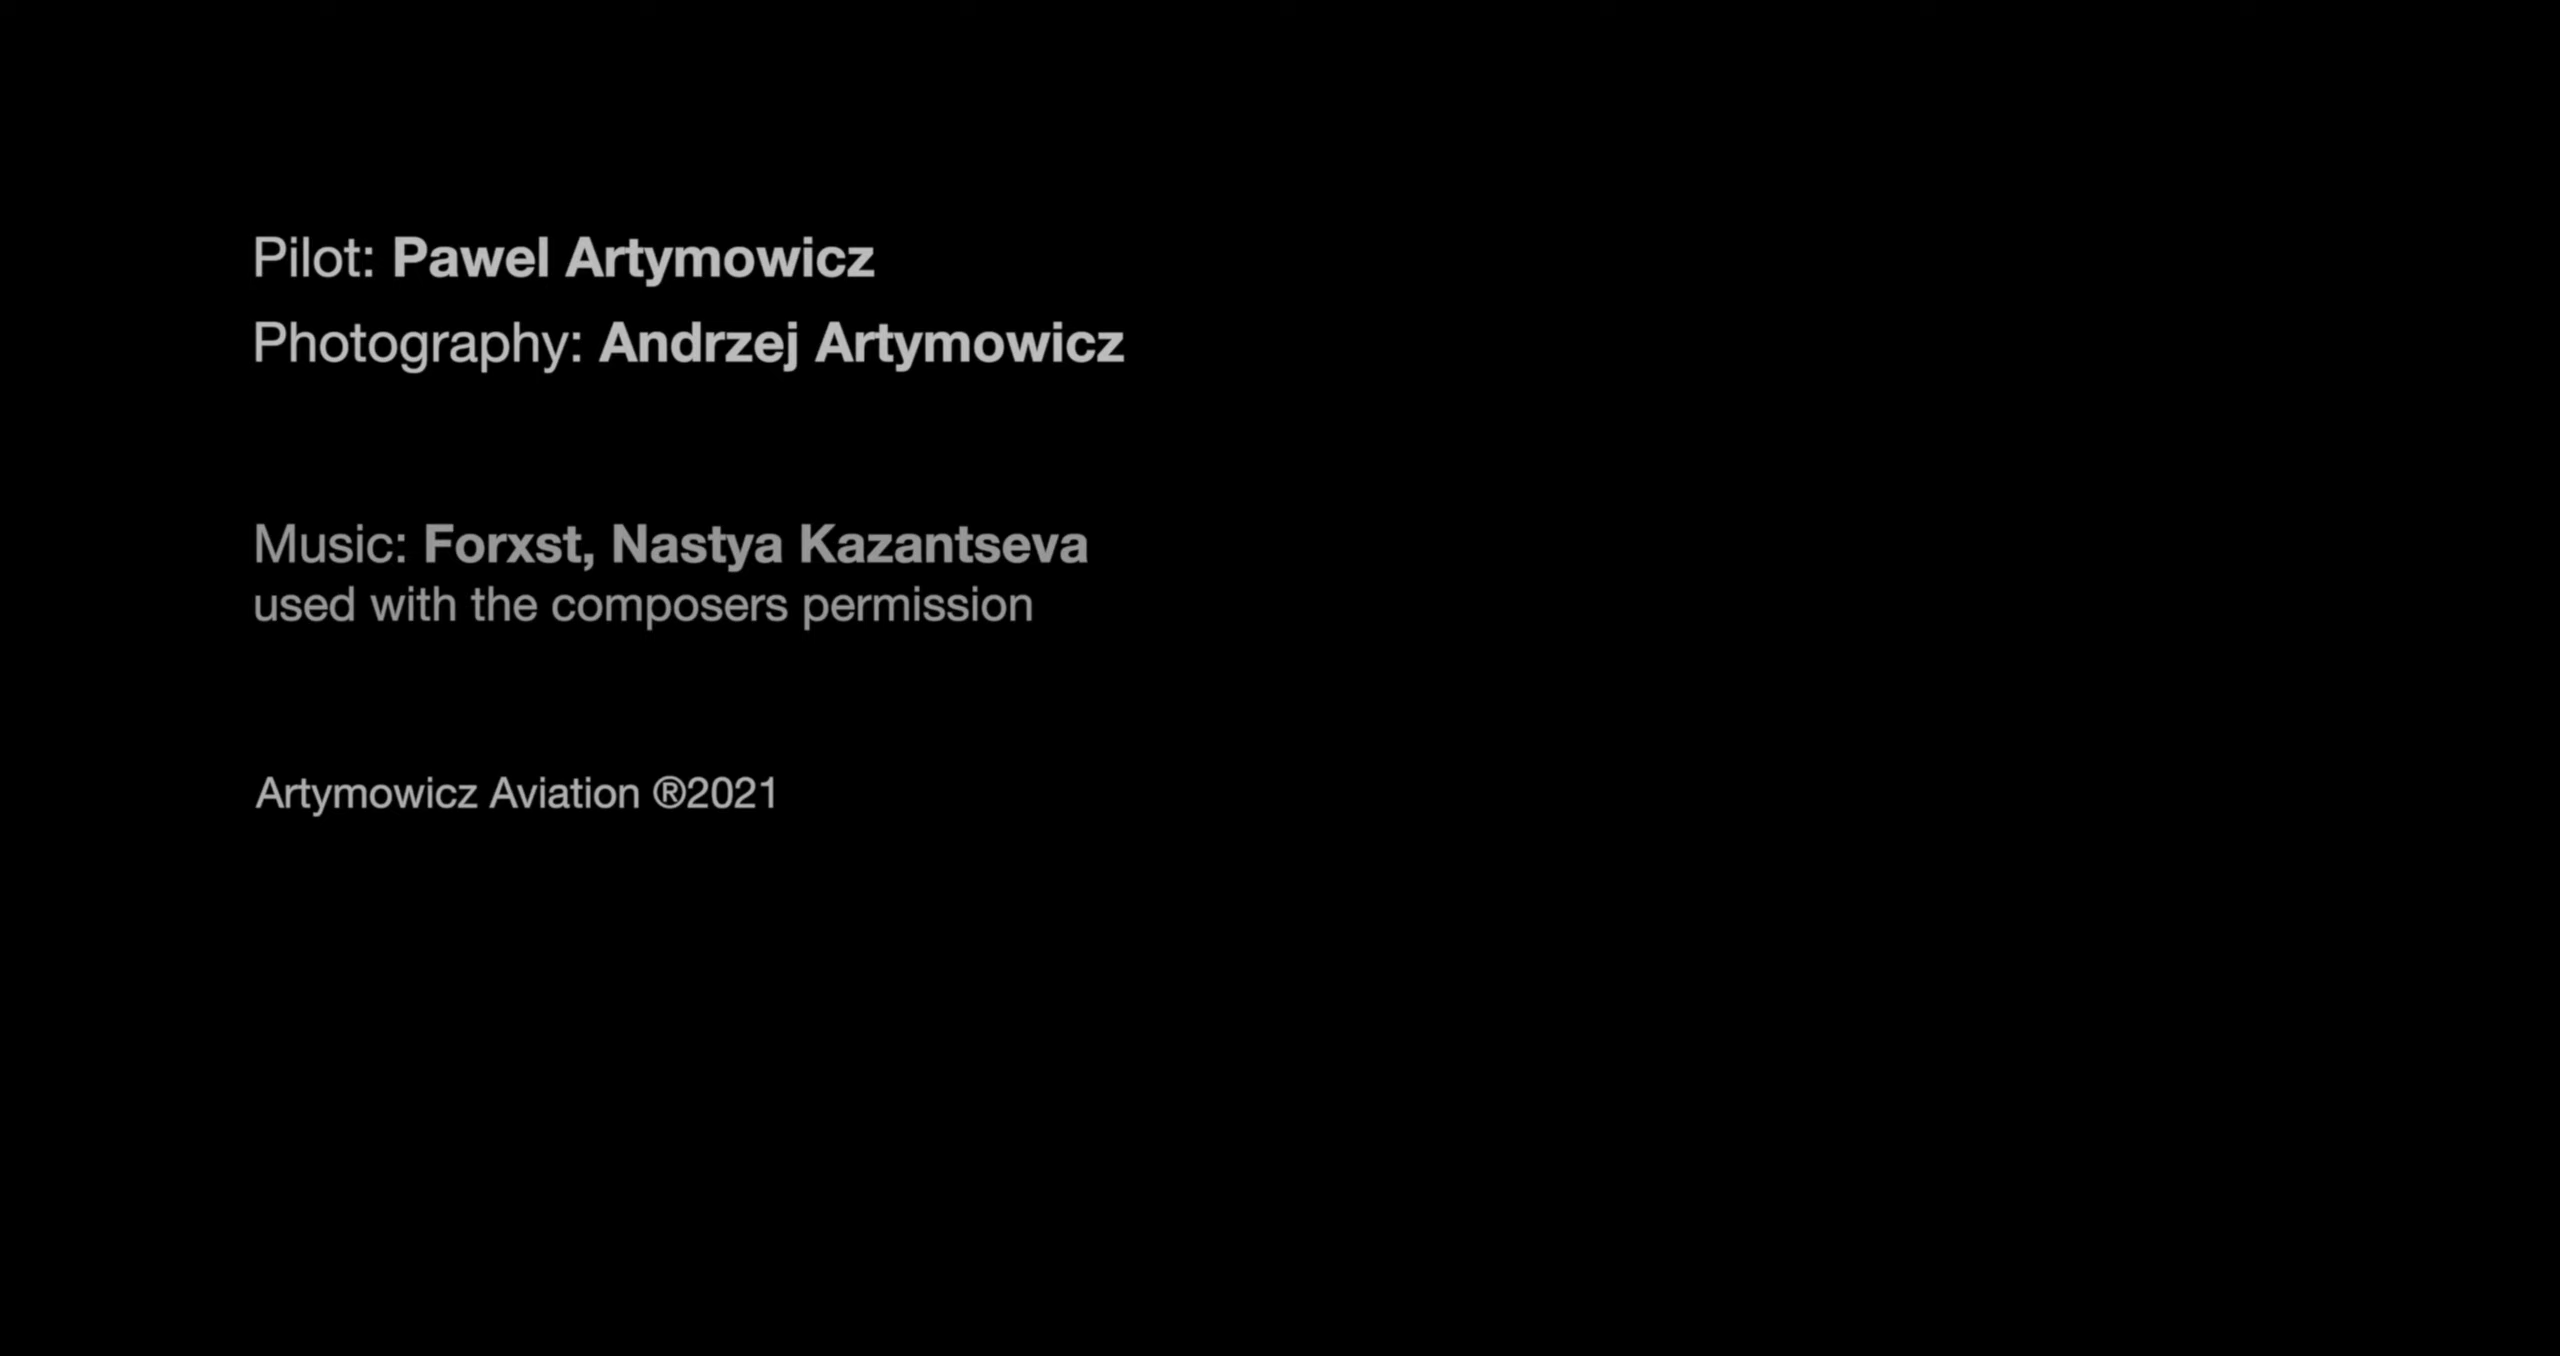 Pilot: Pawel Artymowicz
Photography: Andrzej Artymowicz
Music: Forxst, Nastya Kazantseva
used with the composers permission
Artymowicz Aviation ®2021